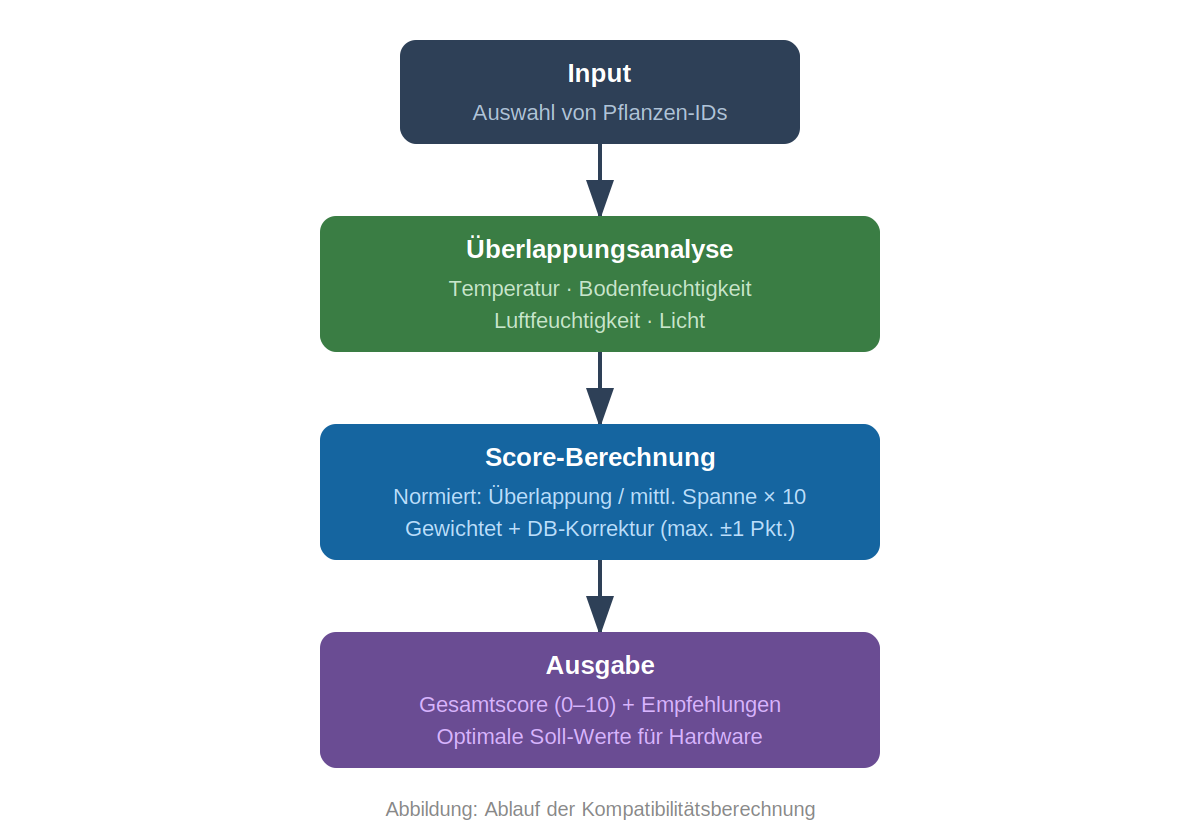 Input
Auswahl von Pflanzen-IDs
Überlappungsanalyse
Temperatur · Bodenfeuchtigkeit
Luftfeuchtigkeit · Licht
Score-Berechnung
Normiert: Überlappung / mittl. Spanne × 10
Gewichtet + DB-Korrektur (max. ±1 Pkt.)
Ausgabe
Gesamtscore (0–10) + Empfehlungen
Optimale Soll-Werte für Hardware
Abbildung: Ablauf der Kompatibilitätsberechnung